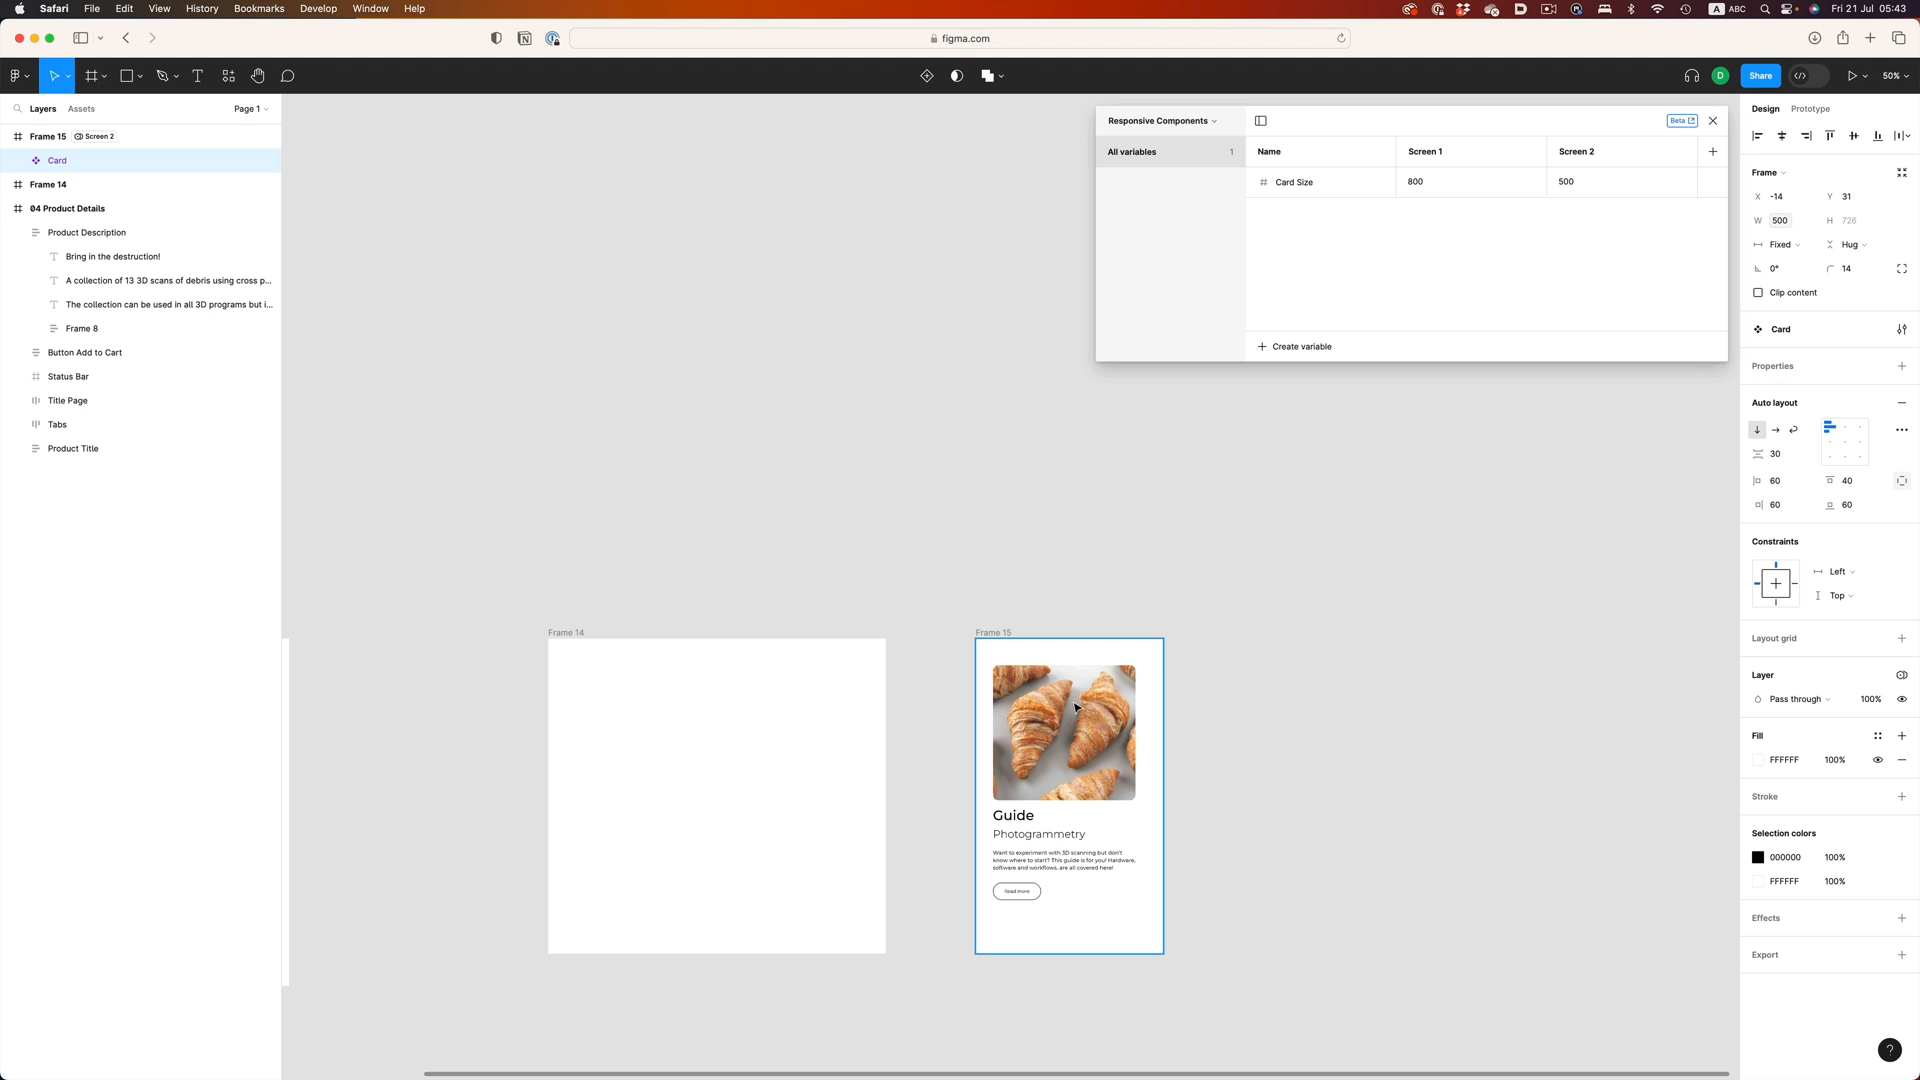 Safari File Edit View History Bookmarks Develop Window Help A ABC Fri 21 Jul 05:43
figma.com
D Share 50%
Layers Assets Page 1
Frame 15 Screen 2
Card
Frame 14
04 Product Details
Product Description
Bring in the destruction!
A collection of 13 3D scans of debris using cross p...
The collection can be used in all 3D programs but i...
Frame 8
Button Add to Cart
Status Bar
Title Page
Tabs
Product Title
Responsive Components Beta
All variables 1 Name Screen 1 Screen 2
Card Size 800 500
Create variable
Frame 14
Frame 15
Guide
Photogrammetry
Want to experiment with 3D scanning but don't
know where to start? This guide is for you! Hardware,
software and workflows, are all covered here!
Read more
Design Prototype
Frame
X -14 Y 31
W 500 H 726
Fixed Hug
0° 14
Clip content
Card
Properties
Auto layout
30
60 40
60 60
Constraints
Left
Top
Layout grid
Layer
Pass through 100%
Fill
FFFFFF 100%
Stroke
Selection colors
000000 100%
FFFFFF 100%
Effects
Export
?